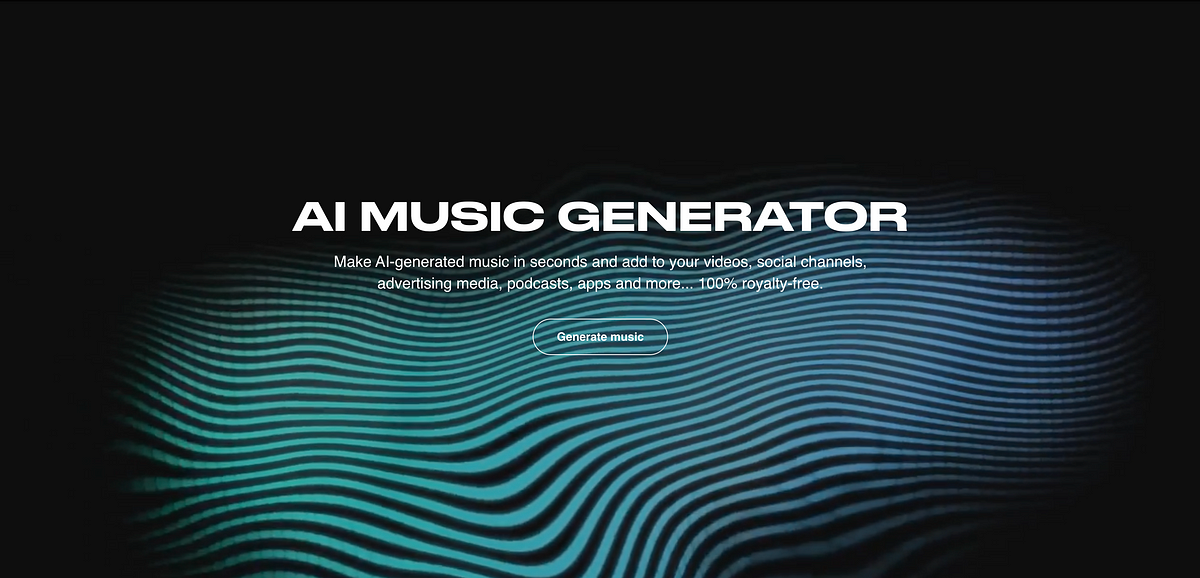 AI MUSIC GENERATOR
Make AI-generated music in seconds and add to your videos, social channels,
advertising media, podcasts, apps and more... 100% royalty-free.
Generate music